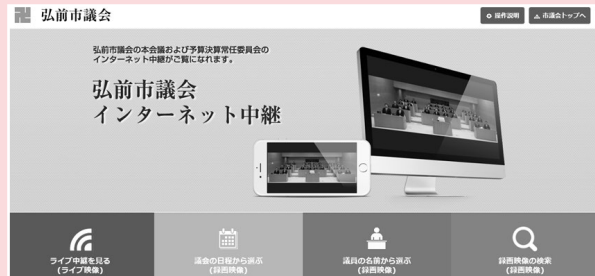 弘前市議会
操作説明
市議会トップへ
弘前市議会の本会議および予算決算常任委員会の
インターネット中継がご覧になれます。
弘前市議会
インターネット中継
ライブ中継を見る
(ライブ映像)
議会の日程から選ぶ
(録画映像)
議員の名前から選ぶ
(録画映像)
録画映像の検索
(録画映像)